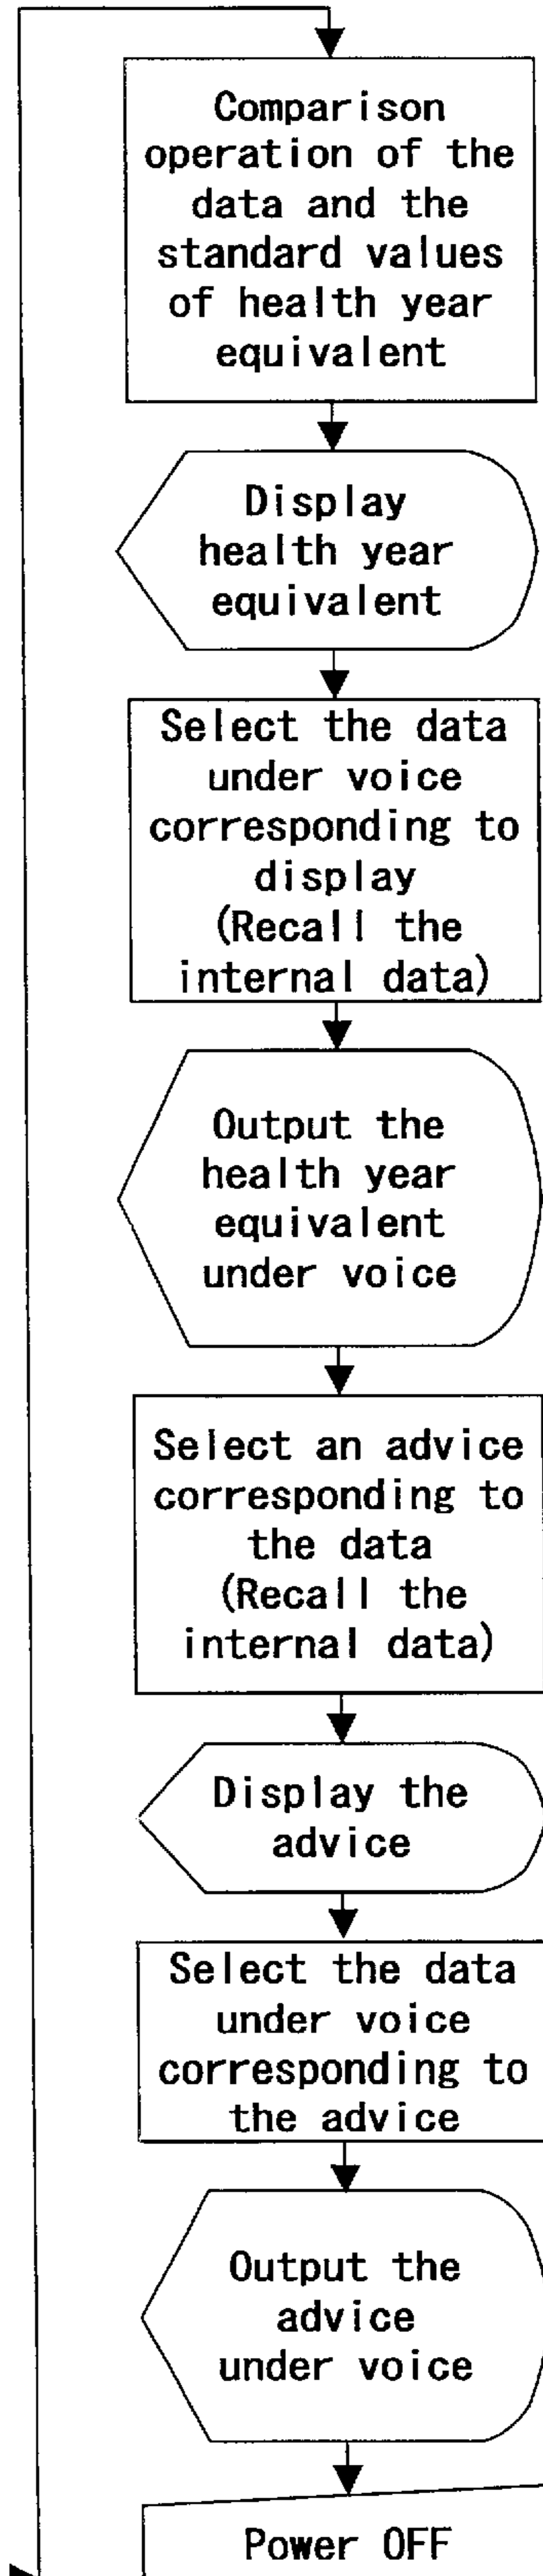 Comparison
operation of the
data and the
standard values
of health year
equivalent
Display
health year
equivalent
Select the data
under voice
corresponding to
display
(Recall the
internal data)
Output the
health year
equivalent
under voice
Select an advice
corresponding to
the data
(Recall the
internal data)
Display the
advice
Select the data
under voice
corresponding to
the advice
Output the
advice
under voice
Power OFF